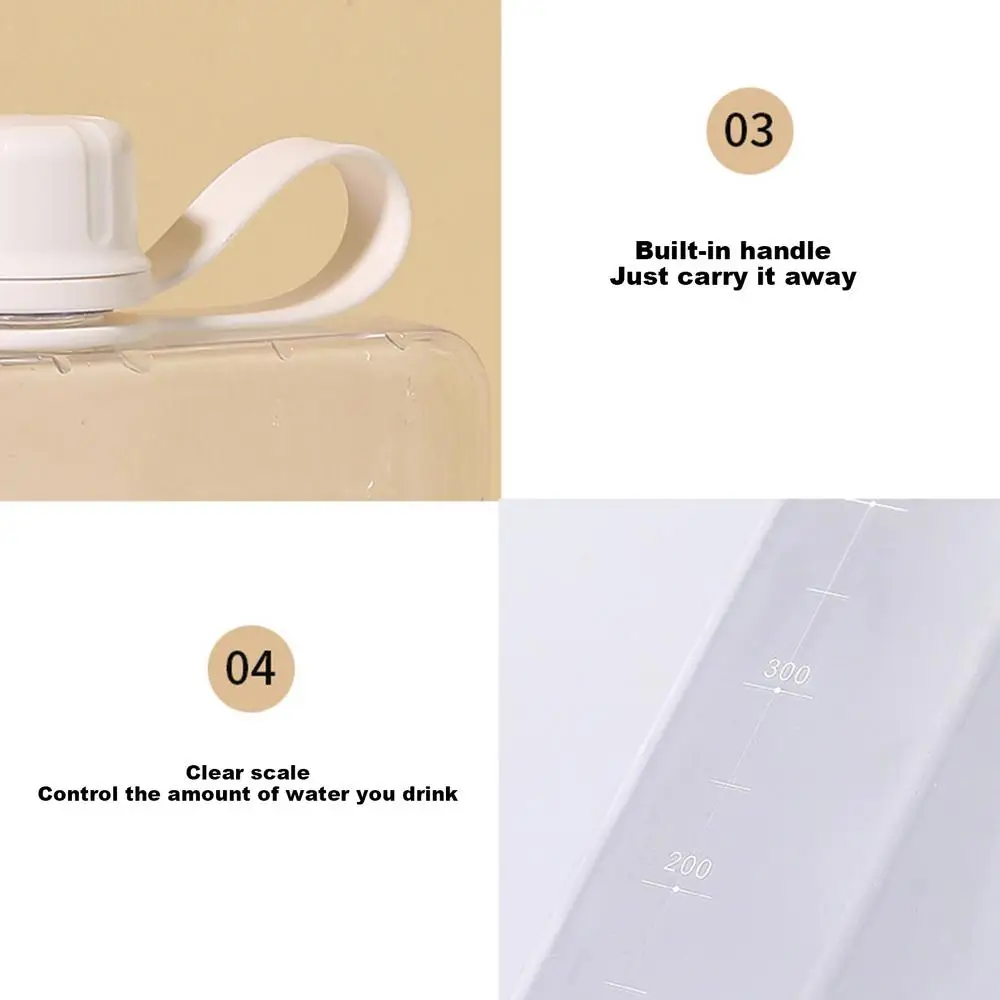 03
Built-in handle
Just carry it away
04
Clear scale
Control the amount of water you drink
300
200